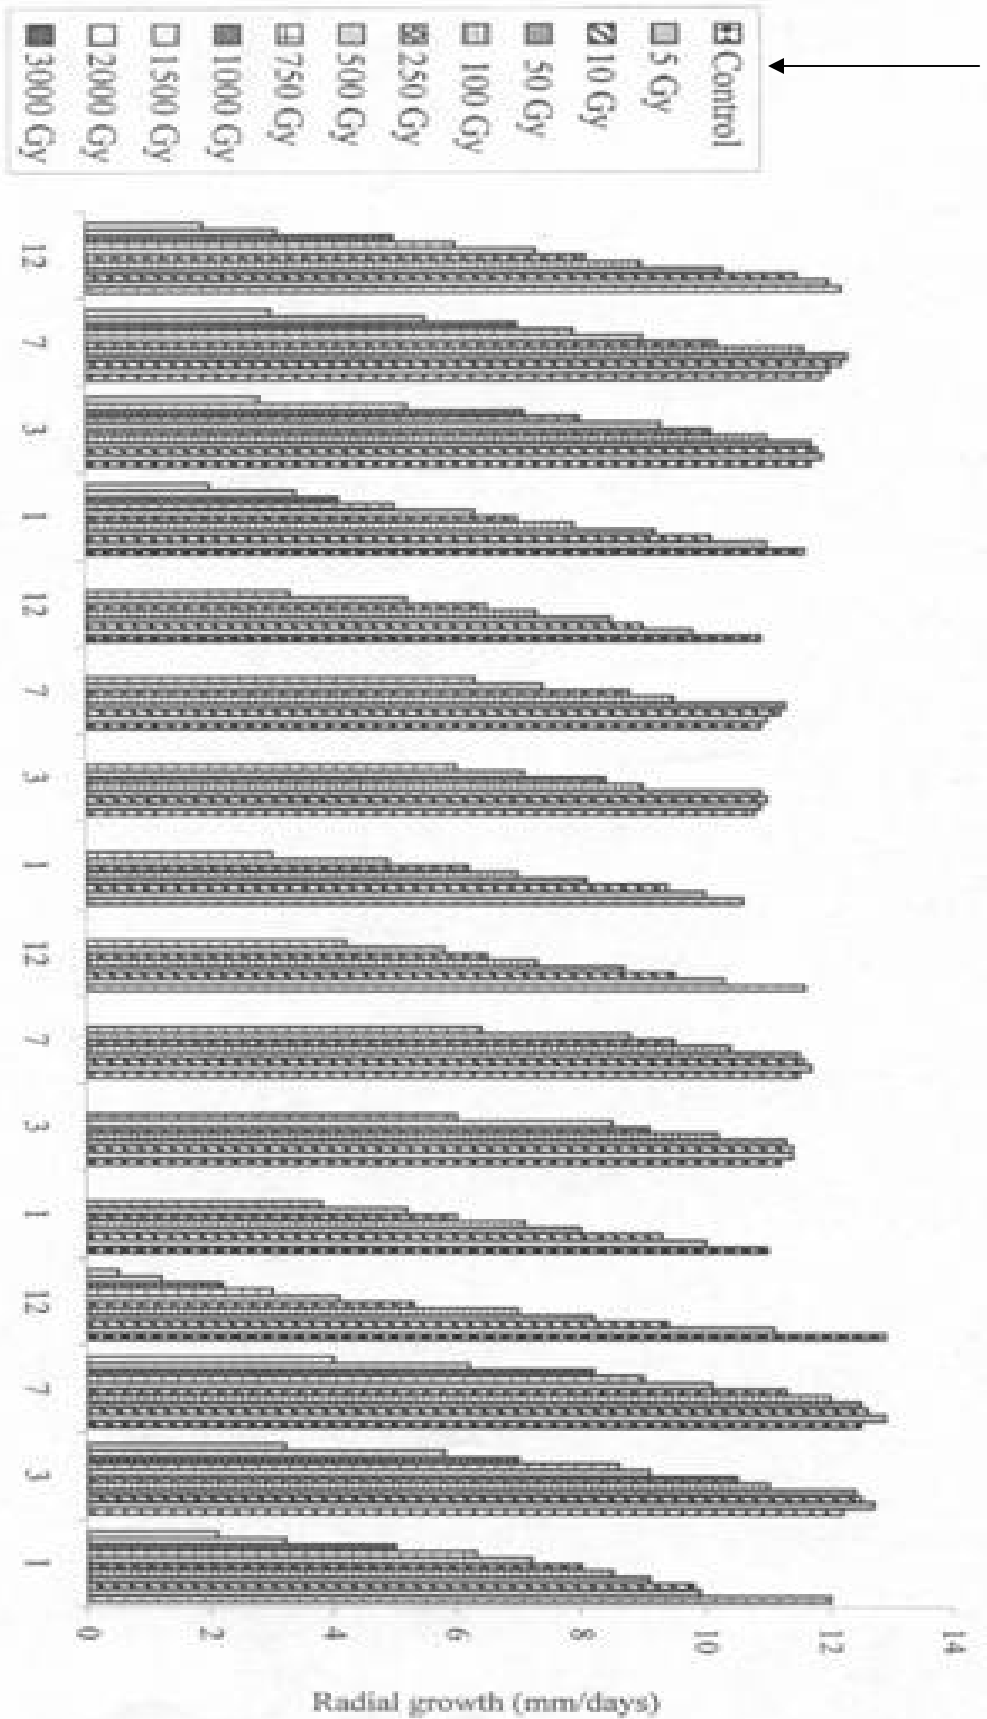 Control
5 Gy
10 Gy
50 Gy
100 Gy
250 Gy
500 Gy
750 Gy
1000 Gy
1500 Gy
2000 Gy
3000 Gy
14
12
10
8
6
4
2
0
Radial growth (mm/days)
1 3 7 12 1 3 7 12 1 3 7 12 1 3 7 12